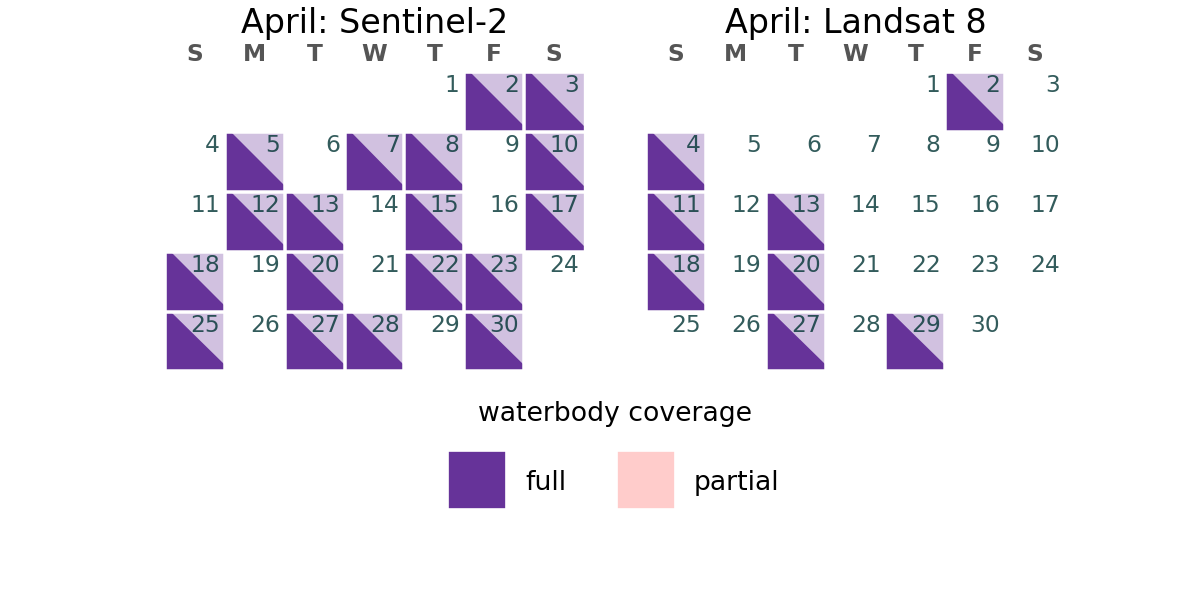 April: Sentinel-2
S M T W T F S
1 2 3
4 5 6 7 8 9 10
11 12 13 14 15 16 17
18 19 20 21 22 23 24
25 26 27 28 29 30
April: Landsat 8
S M T W T F S
1 2 3
4 5 6 7 8 9 10
11 12 13 14 15 16 17
18 19 20 21 22 23 24
25 26 27 28 29 30
waterbody coverage
full partial